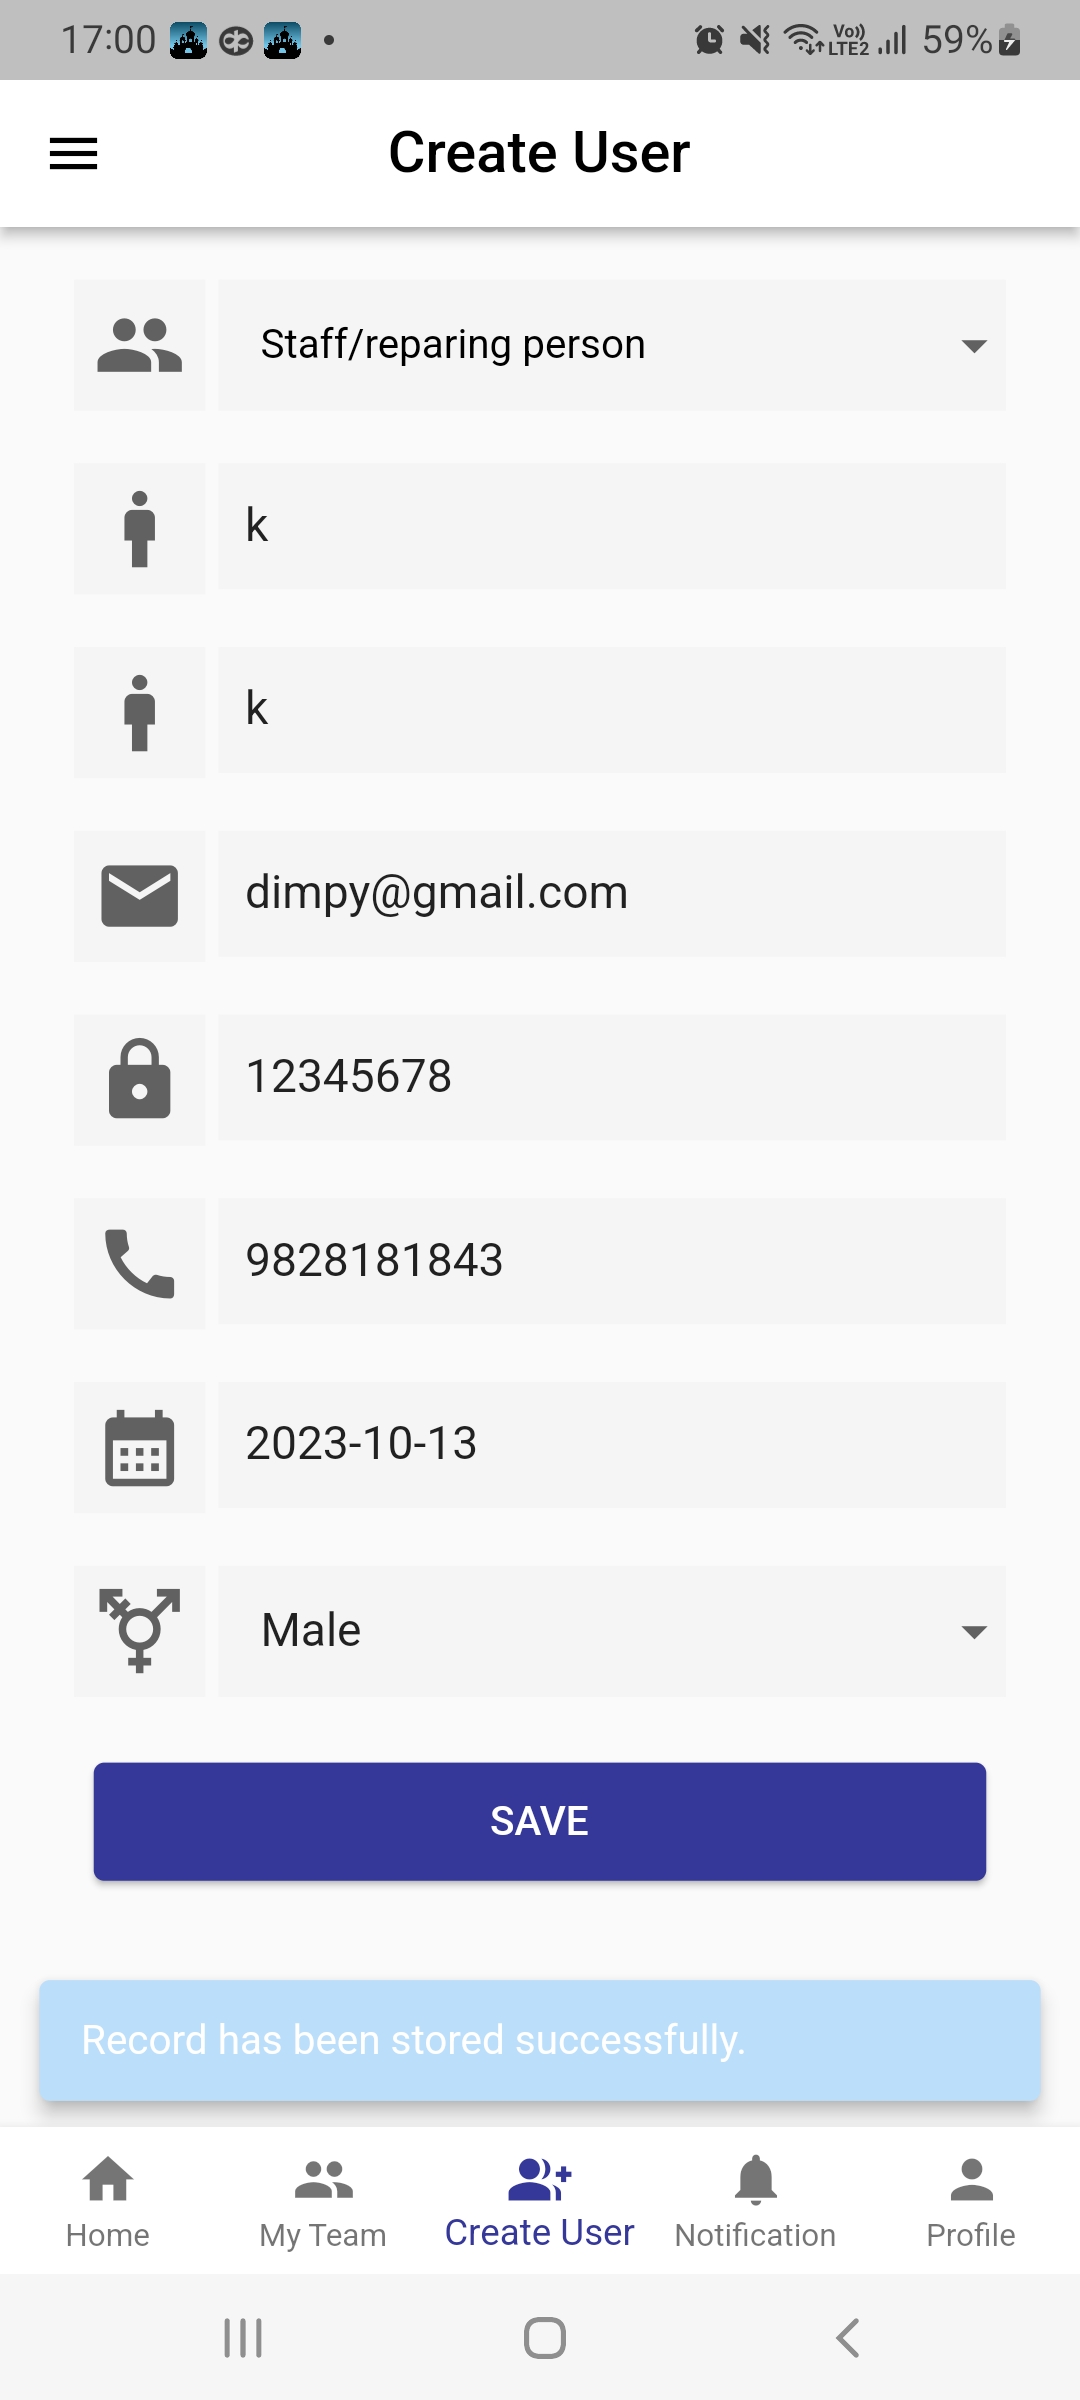 17:00 Vo)) LTE2 59%
Create User
Staff/reparing person
k
k
dimpy@gmail.com
12345678
9828181843
2023-10-13
Male
SAVE
Record has been stored successfully.
Home My Team Create User Notification Profile